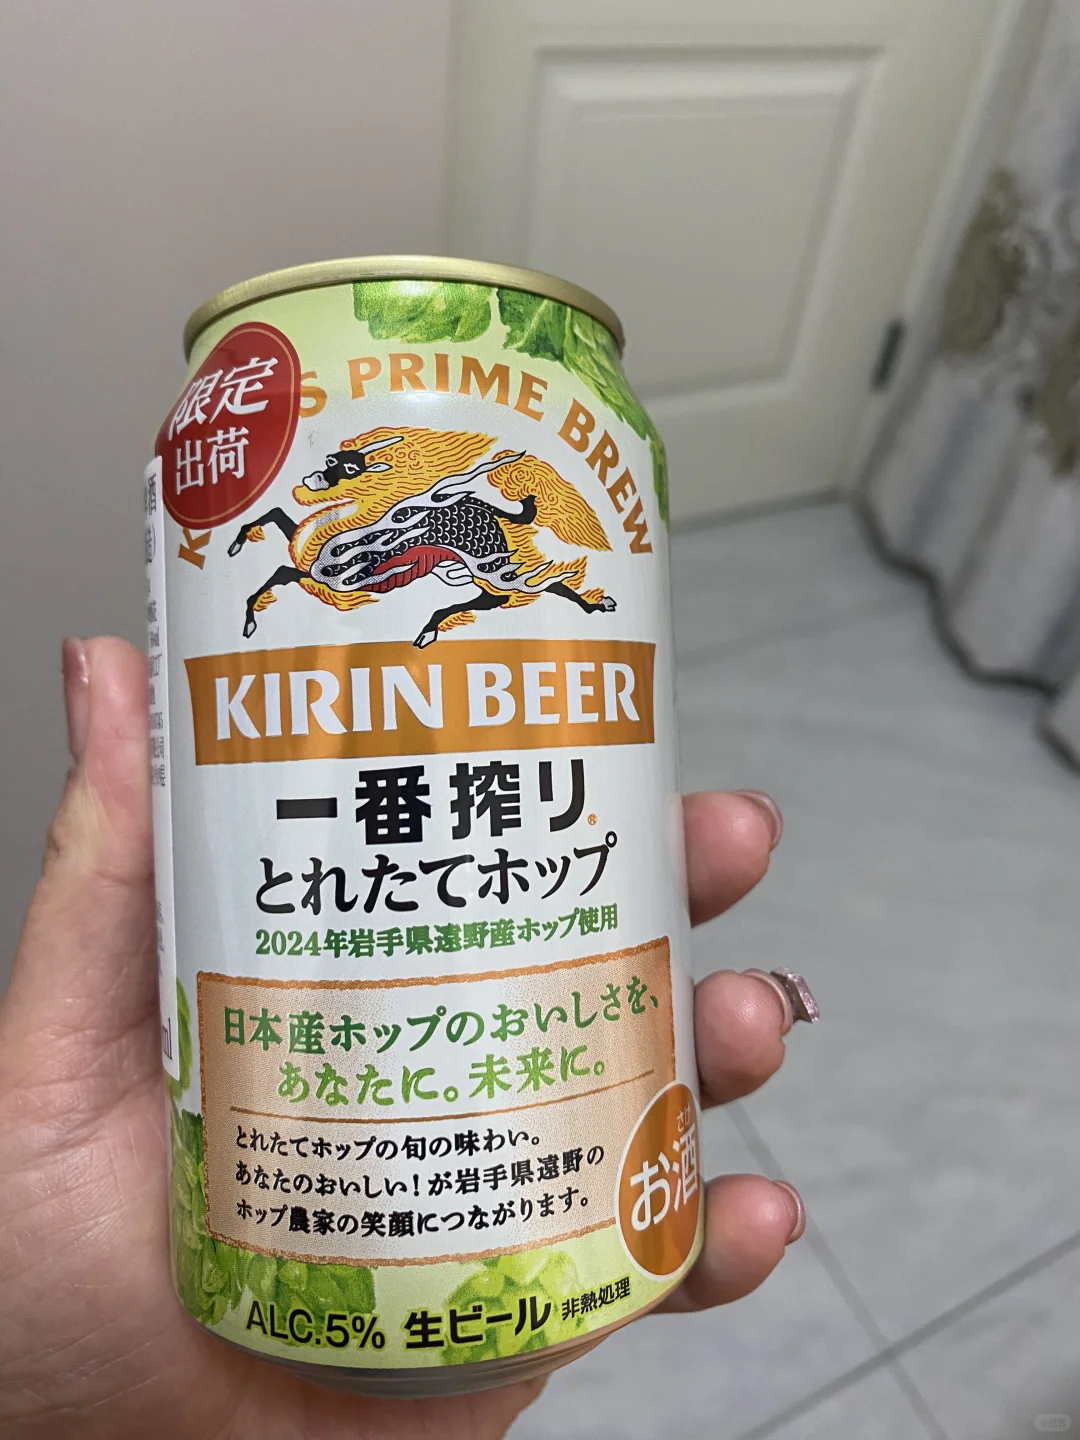 限定
出荷
KIRIN'S PRIME BREW
KIRIN BEER
一番搾り®
とれたてホップ
2024年岩手県遠野産ホップ使用
日本産ホップのおいしさを、
あなたに。未来に。
とれたてホップの旬の味わい。
あなたのおいしい！が岩手県遠野の
ホップ農家の笑顔につながります。
さけ
お酒
ALC.5% 生ビール 非熱処理